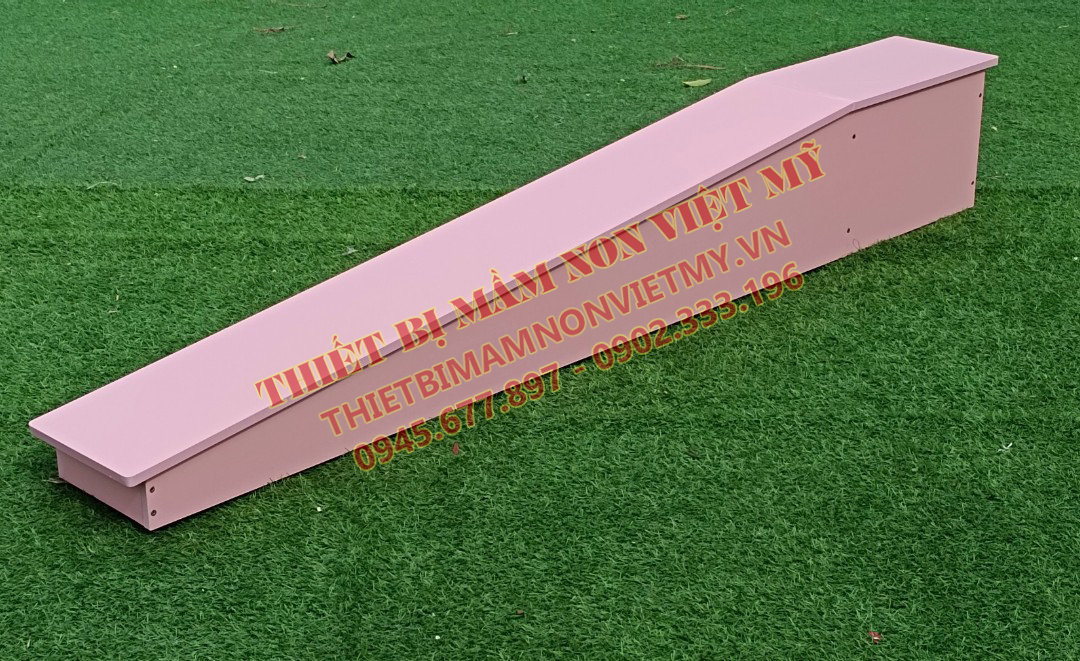 THIẾT BỊ MẦM NON VIỆT MỸ
THIETBIMAMNONVIETMY.VN
0945.677.897 - 0902.333.196